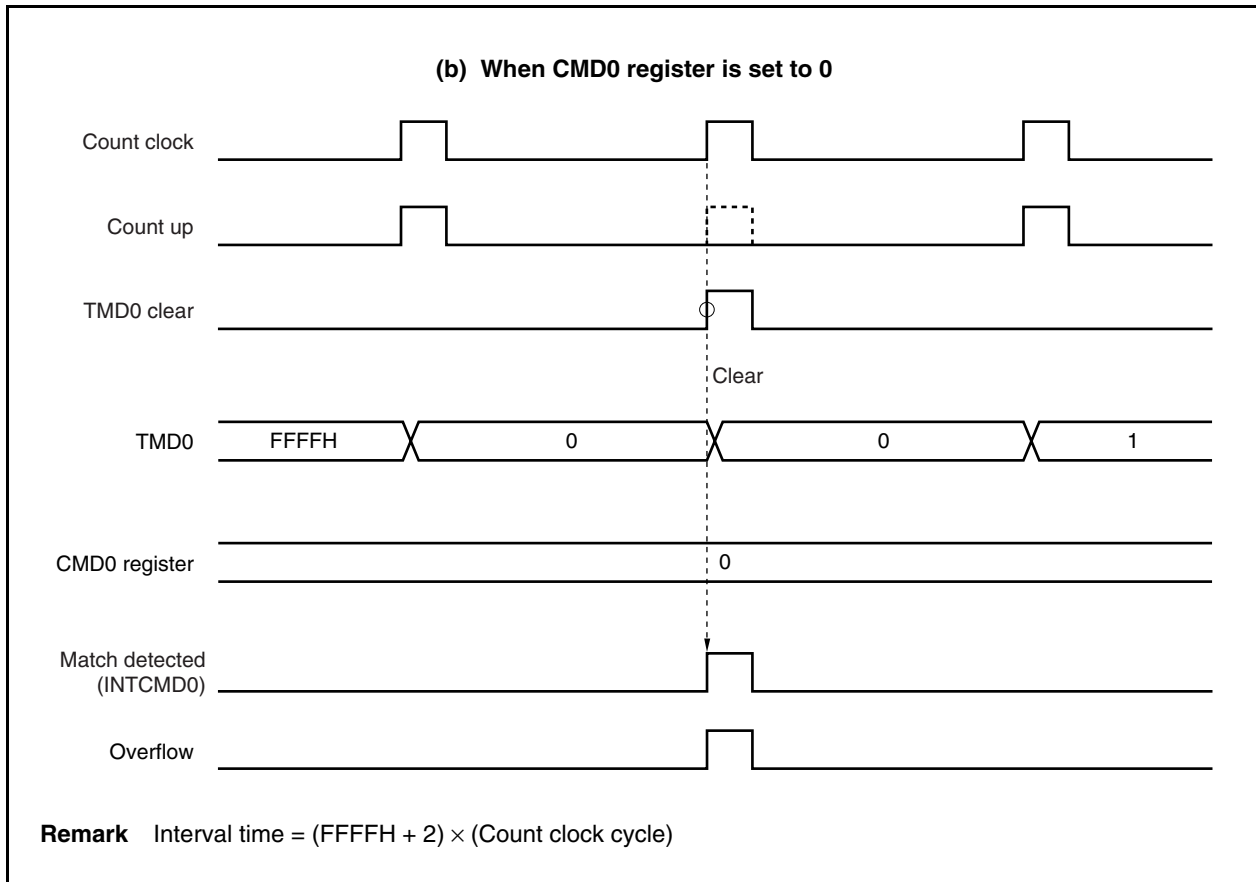 (b) When CMD0 register is set to 0
Count clock
Count up
TMD0 clear
Clear
TMD0
FFFFH
0
0
1
CMD0 register
0
Match detected
(INTCMD0)
Overflow
Remark Interval time = (FFFFH + 2) × (Count clock cycle)